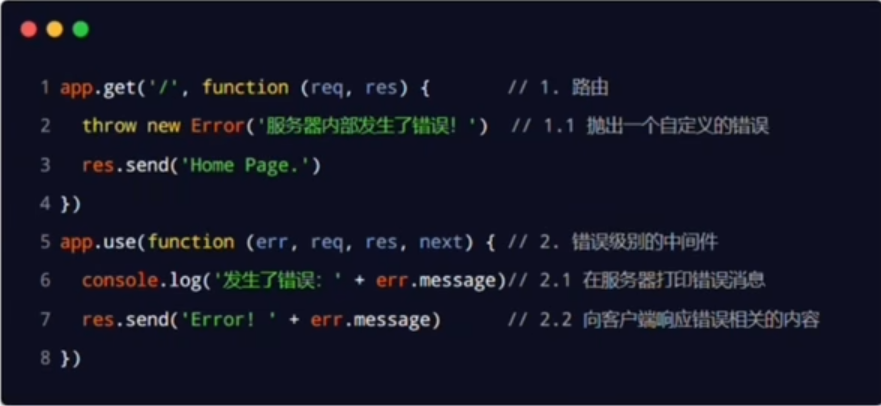 1 app.get('/', function (req, res) { // 1. 路由
2 throw new Error('服务器内部发生了错误！') // 1.1 抛出一个自定义的错误
3 res.send('Home Page.')
4 })
5 app.use(function (err, req, res, next) { // 2. 错误级别的中间件
6 console.log('发生了错误：' + err.message)// 2.1 在服务器打印错误消息
7 res.send('Error! ' + err.message) // 2.2 向客户端响应错误相关的内容
8 })